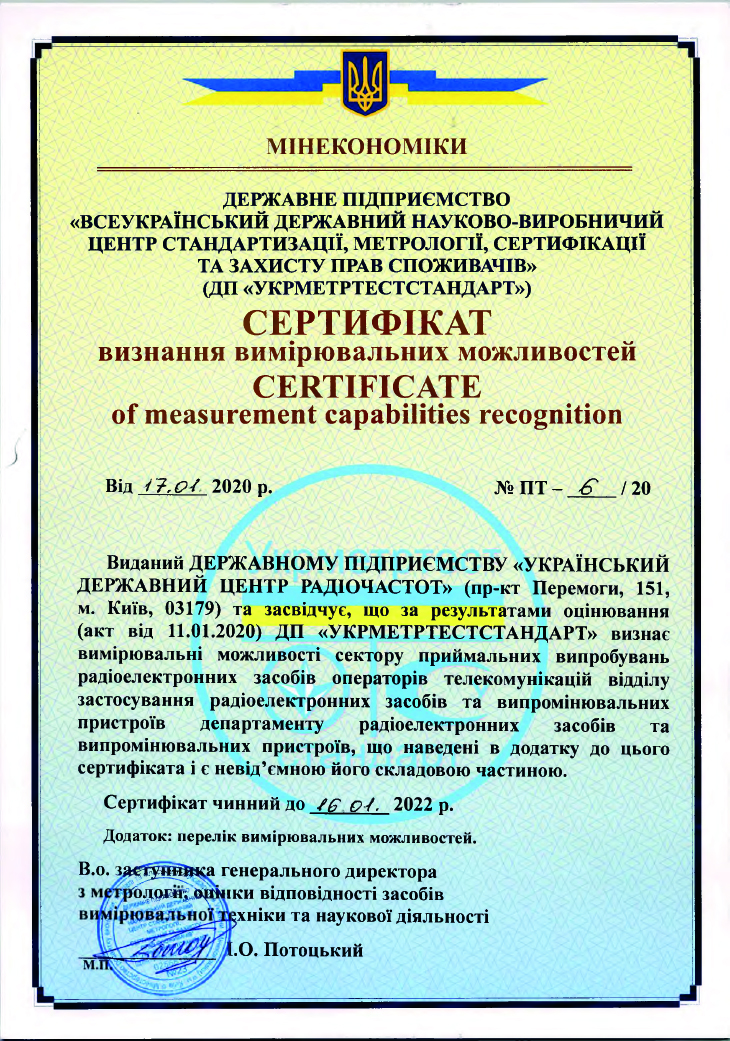 МІНЕКОНОМІКИ
ДЕРЖАВНЕ ПІДПРИЄМСТВО
«ВСЕУКРАЇНСЬКИЙ ДЕРЖАВНИЙ НАУКОВО-ВИРОБНИЧИЙ
ЦЕНТР СТАНДАРТИЗАЦІЇ, МЕТРОЛОГІЇ, СЕРТИФІКАЦІЇ
ТА ЗАХИСТУ ПРАВ СПОЖИВАЧІВ»
(ДП «УКРМЕТРТЕСТСТАНДАРТ»)
СЕРТИФІКАТ
визнання вимірювальних можливостей
CERTIFICATE
of measurement capabilities recognition
Від 17.01. 2020 р. № ПТ – 6 / 20
Укрметртест
Виданий ДЕРЖАВНОМУ ПІДПРИЄМСТВУ «УКРАЇНСЬКИЙ
ДЕРЖАВНИЙ ЦЕНТР РАДІОЧАСТОТ» (пр-кт Перемоги, 151,
м. Київ, 03179) та засвідчує, що за результатами оцінювання
(акт від 11.01.2020) ДП «УКРМЕТРТЕСТСТАНДАРТ» визнає
вимірювальні можливості сектору приймальних випробувань
радіоелектронних засобів операторів телекомунікацій відділу
застосування радіоелектронних засобів та випромінювальних
пристроїв департаменту радіоелектронних засобів та
випромінювальних пристроїв, що наведені в додатку до цього
сертифіката і є невід’ємною його складовою частиною.
Стандарт
Сертифікат чинний до 16.01. 2022 р.
Додаток: перелік вимірювальних можливостей.
В.о. заступника генерального директора
з метрології, оцінки відповідності засобів
вимірювальної техніки та наукової діяльності
І.О. Потоцький
М.П.